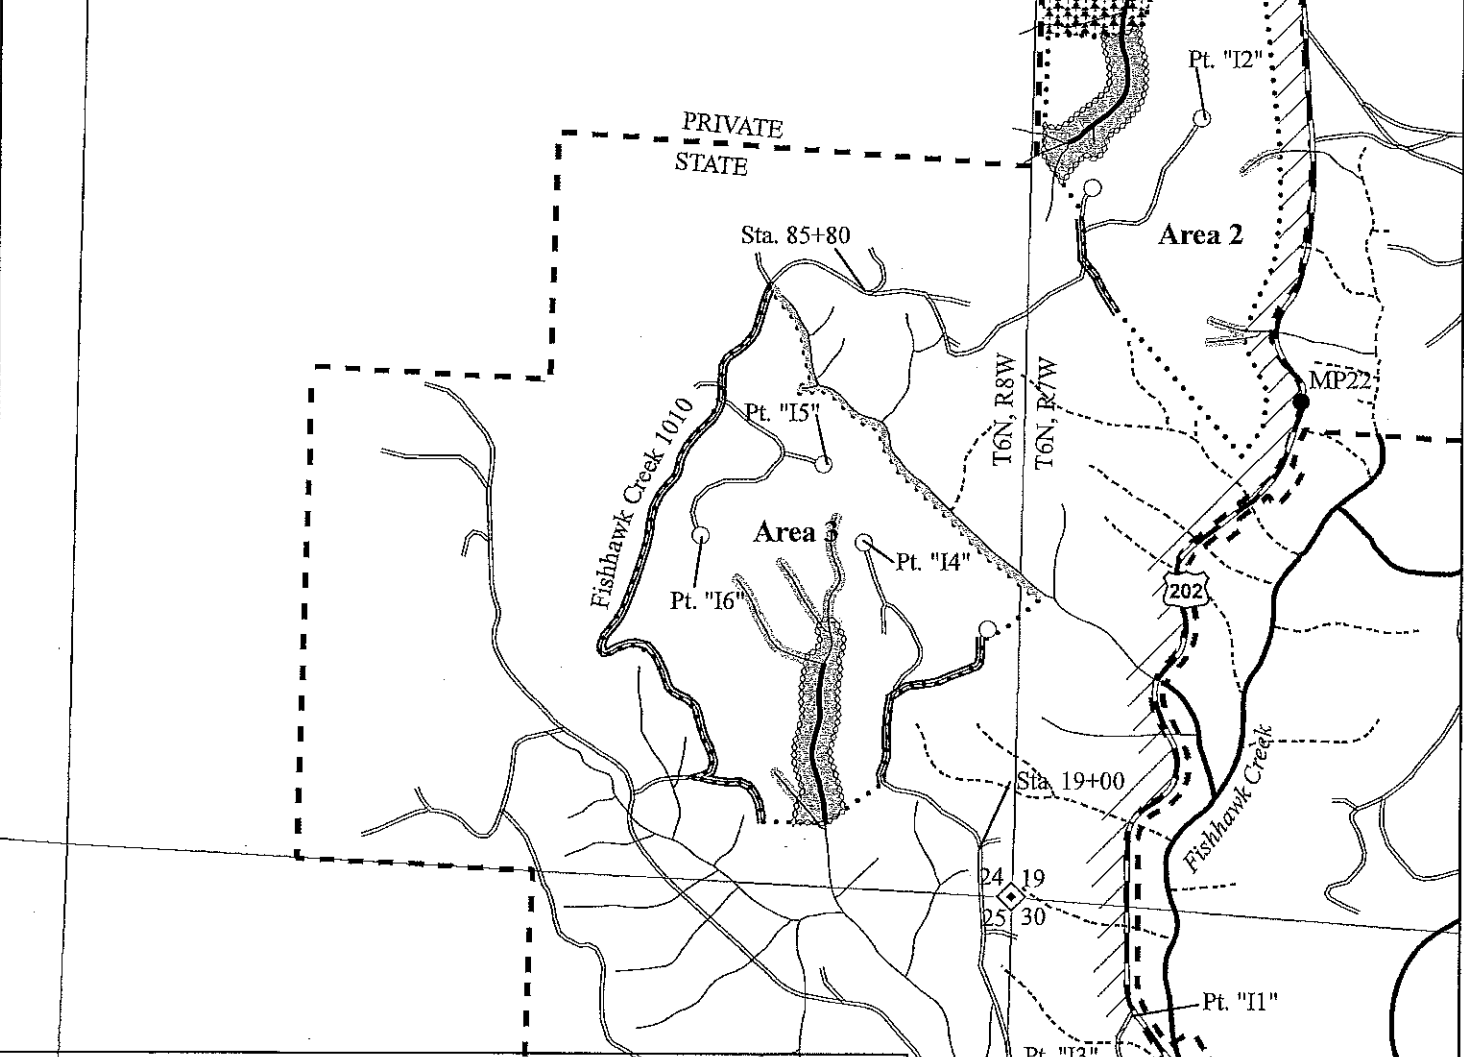 Pt. "I2"
PRIVATE
STATE
Sta. 85+80
Area 2
T6N, R8W
T6N, R7W
MP22
Pt. "I5"
Fishhawk Creek 1010
Area 3
Pt. "I4"
Pt. "I6"
202
Sta. 19+00
Fishhawk Creek
24 19
25 30
Pt. "I1"
Pt. "I3"